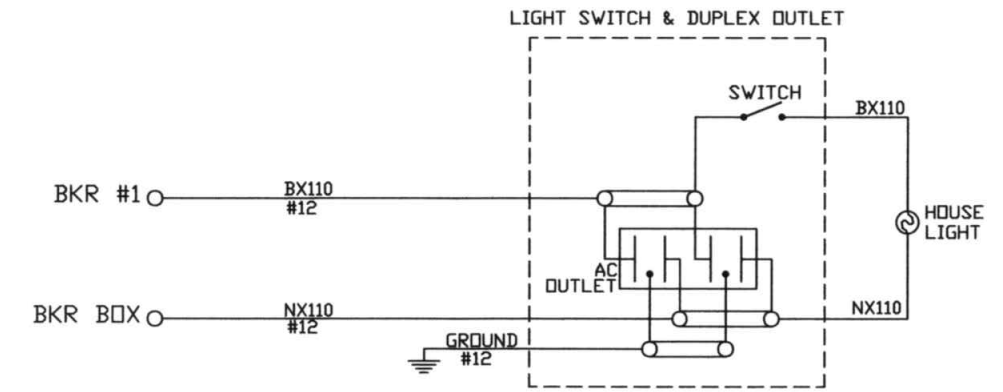 LIGHT SWITCH & DUPLEX OUTLET
SWITCH
BX110
BKR #1
BX110
#12
HOUSE
LIGHT
AC
OUTLET
BKR BOX
NX110
#12
NX110
GROUND
#12